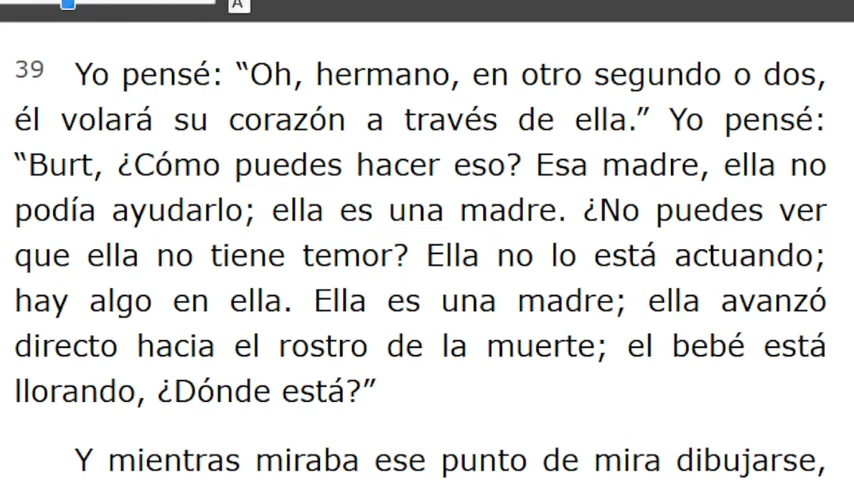 A
39 Yo pensé: “Oh, hermano, en otro segundo o dos,
él volará su corazón a través de ella.” Yo pensé:
“Burt, ¿Cómo puedes hacer eso? Esa madre, ella no
podía ayudarlo; ella es una madre. ¿No puedes ver
que ella no tiene temor? Ella no lo está actuando;
hay algo en ella. Ella es una madre; ella avanzó
directo hacia el rostro de la muerte; el bebé está
llorando, ¿Dónde está?”
Y mientras miraba ese punto de mira dibujarse,